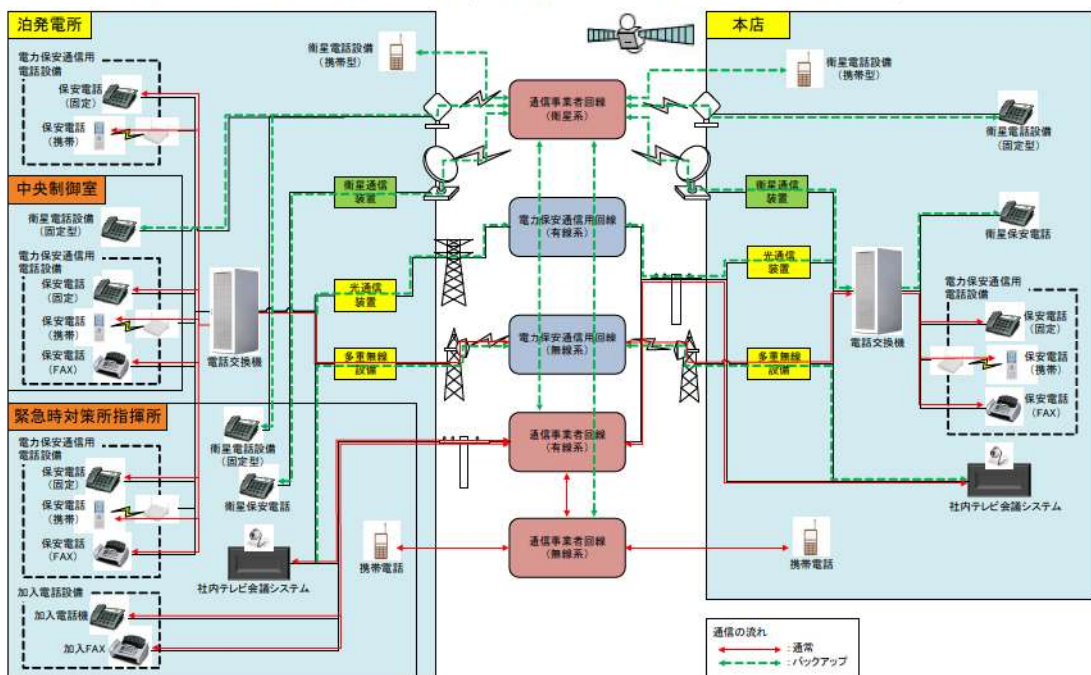 泊発電所
電力保安通信用
電話設備
保安電話
(固定)
保安電話
(携帯)
中央制御室
衛星電話設備
(固定型)
電力保安通信用
電話設備
保安電話
(固定)
保安電話
(携帯)
保安電話
(FAX)
電話交換機
緊急時対策所指揮所
電力保安通信用
電話設備
保安電話
(固定)
保安電話
(携帯)
保安電話
(FAX)
加入電話設備
加入電話機
加入FAX
衛星電話設備
(固定型)
衛星保安電話
社内テレビ会議システム
携帯電話
衛星電話設備
(携帯型)
衛星通信
装置
光通信
装置
多重無線
設備
通信事業者回線
(衛星系)
電力保安通信用回線
(有線系)
電力保安通信用回線
(無線系)
通信事業者回線
(有線系)
通信事業者回線
(無線系)
本店
衛星電話設備
(携帯型)
衛星電話設備
(固定型)
衛星通信
装置
衛星保安電話
光通信
装置
多重無線
設備
電話交換機
電力保安通信用
電話設備
保安電話
(固定)
保安電話
(携帯)
保安電話
(FAX)
社内テレビ会議システム
携帯電話
通信の流れ
:通常
:バックアップ